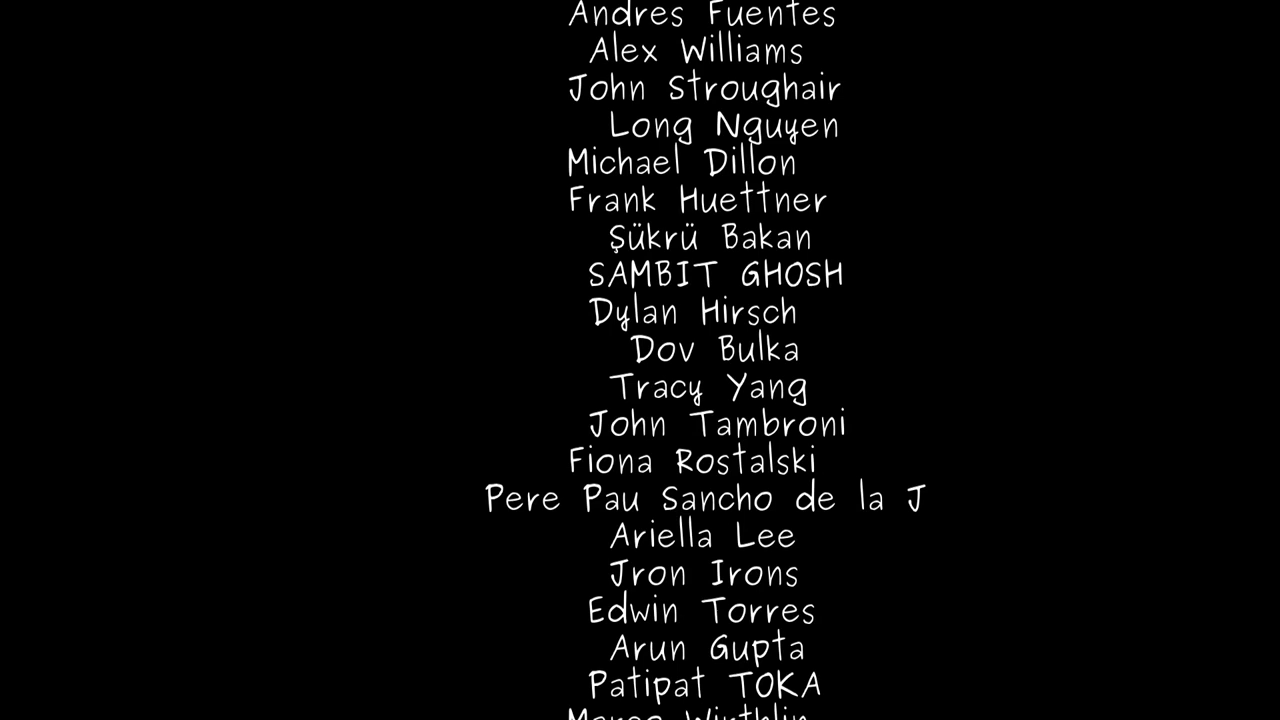 Andres Fuentes
Alex Williams
John Stroughair
Long Nguyen
Michael Dillon
Frank Huettner
Şükrü Bakan
SAMBIT GHOSH
Dylan Hirsch
Dov Bulka
Tracy Yang
John Tambroni
Fiona Rostalski
Pere Pau Sancho de la J
Ariella Lee
Jron Irons
Edwin Torres
Arun Gupta
Patipat TOKA